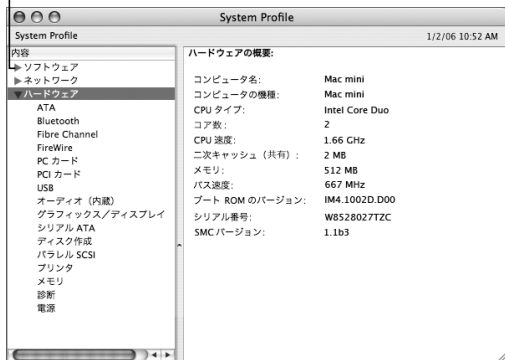 System Profile
System Profile
1/2/06 10:52 AM
内容
ソフトウェア
ネットワーク
ハードウェア
ATA
Bluetooth
Fibre Channel
FireWire
PC カード
PCI カード
USB
オーディオ（内蔵）
グラフィックス／ディスプレイ
シリアル ATA
ディスク作成
パラレル SCSI
プリンタ
メモリ
診断
電源
ハードウェアの概要:
コンピュータ名: Mac mini
コンピュータの機種: Mac mini
CPU タイプ: Intel Core Duo
コア数: 2
CPU 速度: 1.66 GHz
二次キャッシュ（共有）: 2 MB
メモリ: 512 MB
バス速度: 667 MHz
ブート ROM のバージョン: IM4.1002D.D00
シリアル番号: W8528027TZC
SMC バージョン: 1.1b3